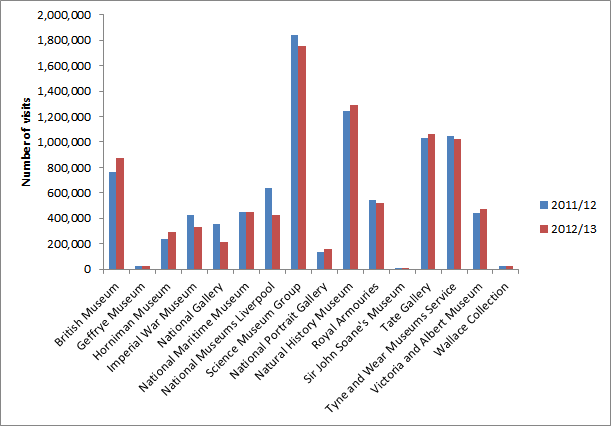 2,000,000
1,800,000
1,600,000
1,400,000
1,200,000
1,000,000
800,000
600,000
400,000
200,000
0
Number of visits
British Museum
Geffrye Museum
Horniman Museum
Imperial War Museum
National Gallery
National Maritime Museum
National Museums Liverpool
Science Museum Group
National Portrait Gallery
Natural History Museum
Royal Armouries
Sir John Soane's Museum
Tate Gallery
Tyne and Wear Museums Service
Victoria and Albert Museum
Wallace Collection
2011/12
2012/13